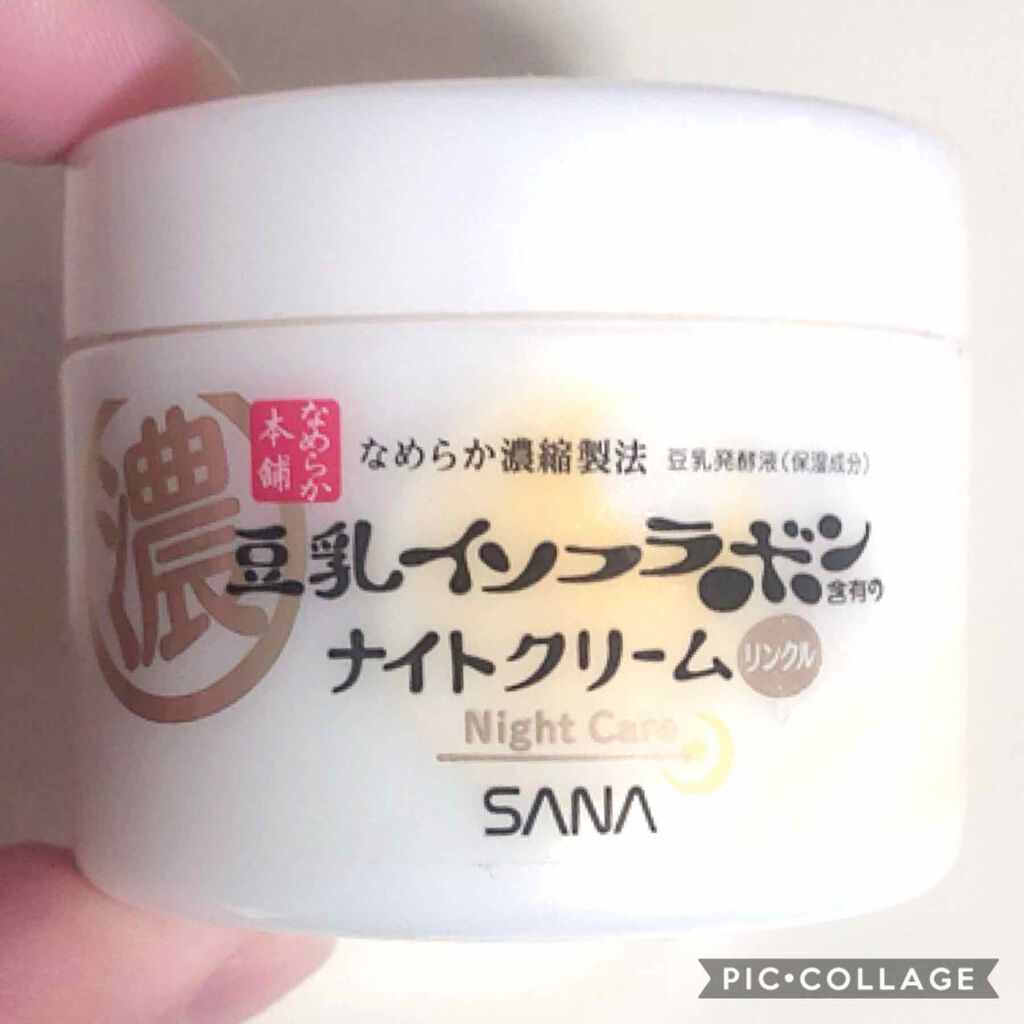 濃
なめらか
本舗
なめらか濃縮製法 豆乳発酵液(保湿成分)
豆乳イソフラボン含有の
ナイトクリーム リンクル
Night Care
SANA
PIC•COLLAGE